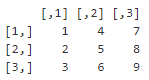 [,1] [,2] [,3]
[1,] 1 4 7
[2,] 2 5 8
[3,] 3 6 9